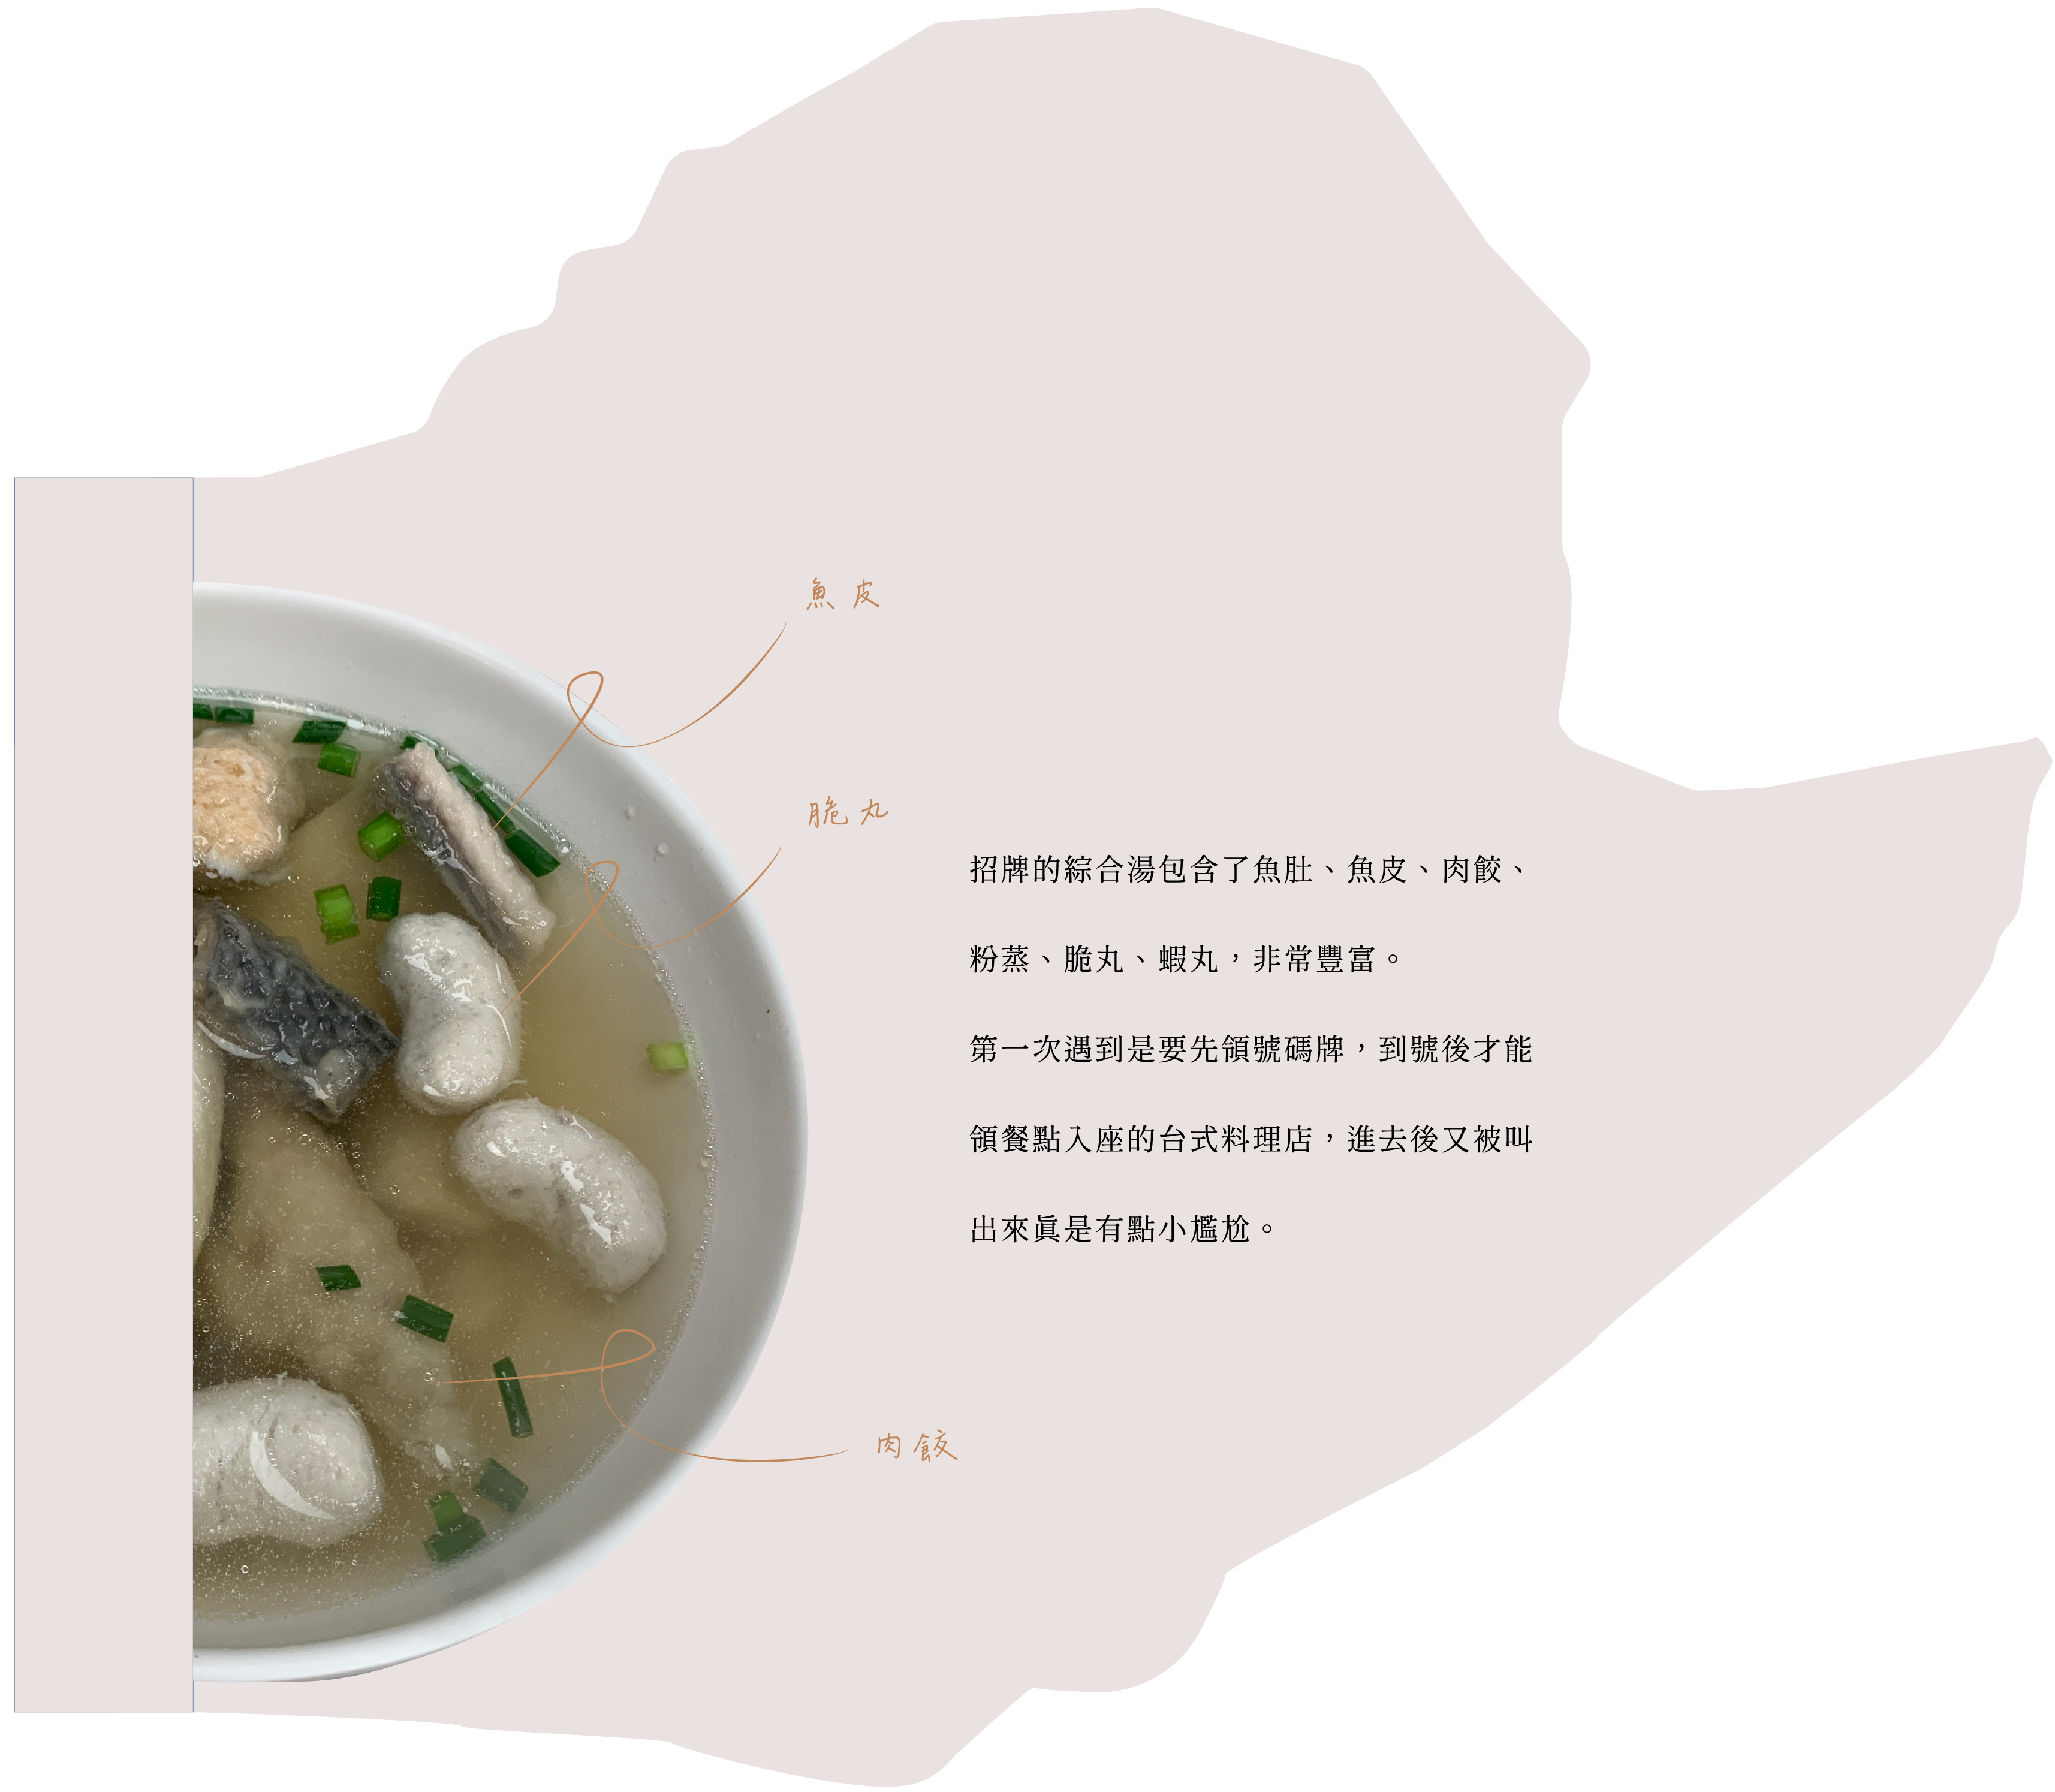 魚皮
脆丸
招牌的綜合湯包含了魚肚、魚皮、肉餃、
粉蒸、脆丸、蝦丸，非常豐富。
第一次遇到是要先領號碼牌，到號後才能
領餐點入座的台式料理店，進去後又被叫
出來真是有點小尷尬。
肉餃